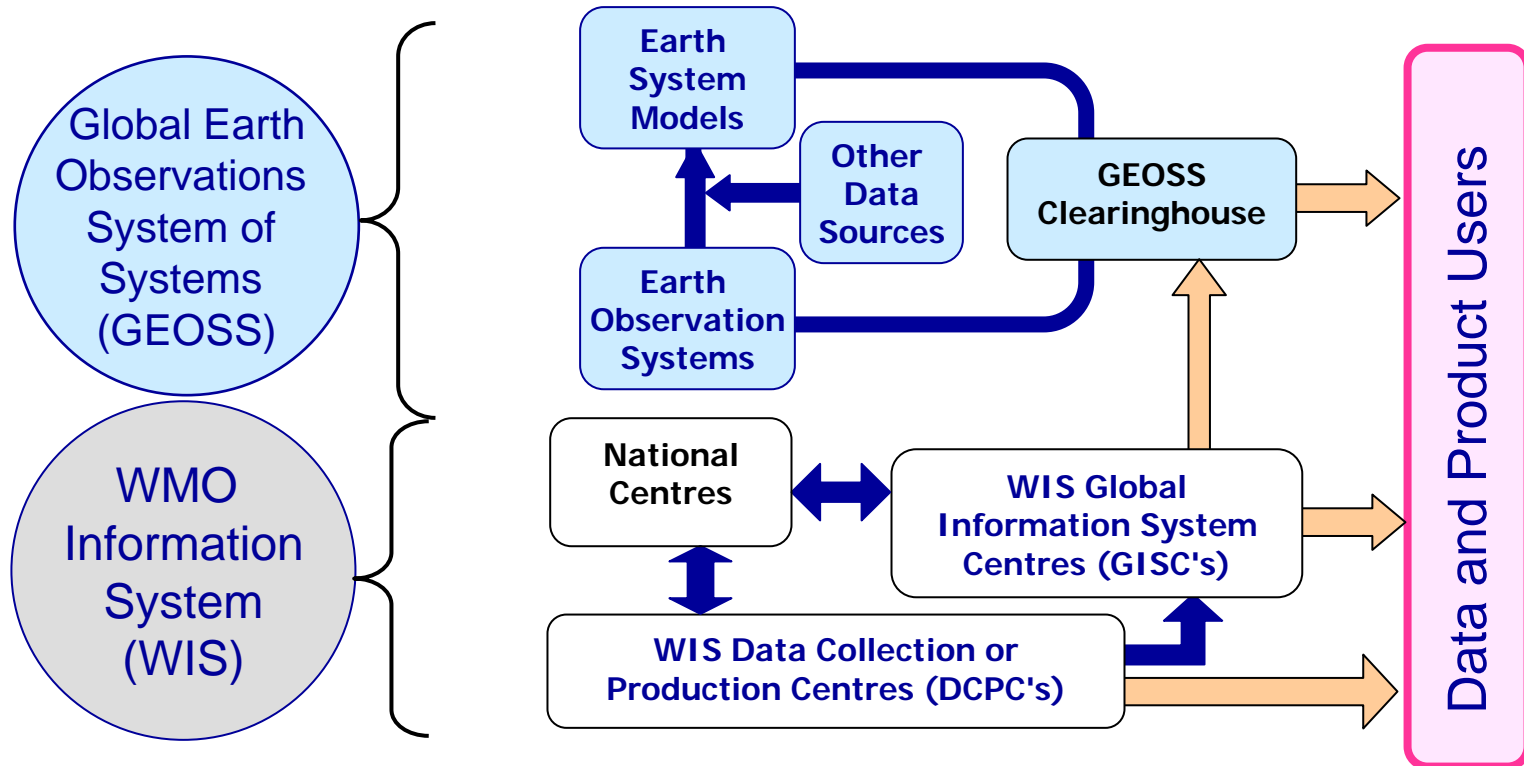 Global Earth
Observations
System of
Systems
(GEOSS)
WMO
Information
System
(WIS)
Earth
System
Models
Other
Data
Sources
Earth
Observation
Systems
GEOSS
Clearinghouse
National
Centres
WIS Global
Information System
Centres (GISC's)
WIS Data Collection or
Production Centres (DCPC's)
Data and Product Users